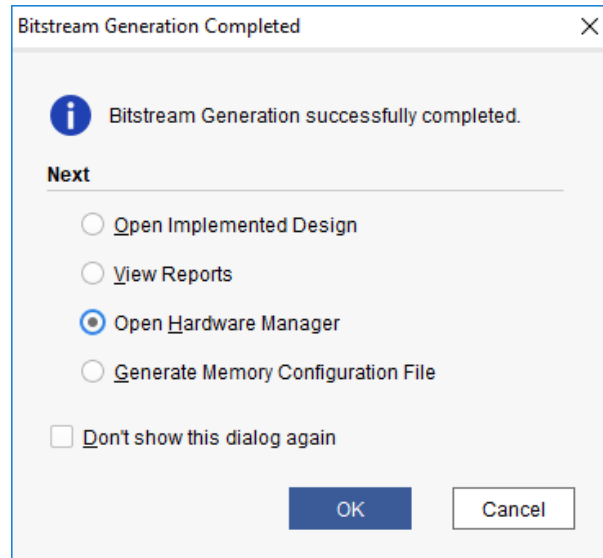 Bitstream Generation Completed
Bitstream Generation successfully completed.
Next
Open Implemented Design
View Reports
Open Hardware Manager
Generate Memory Configuration File
Don't show this dialog again
OK
Cancel